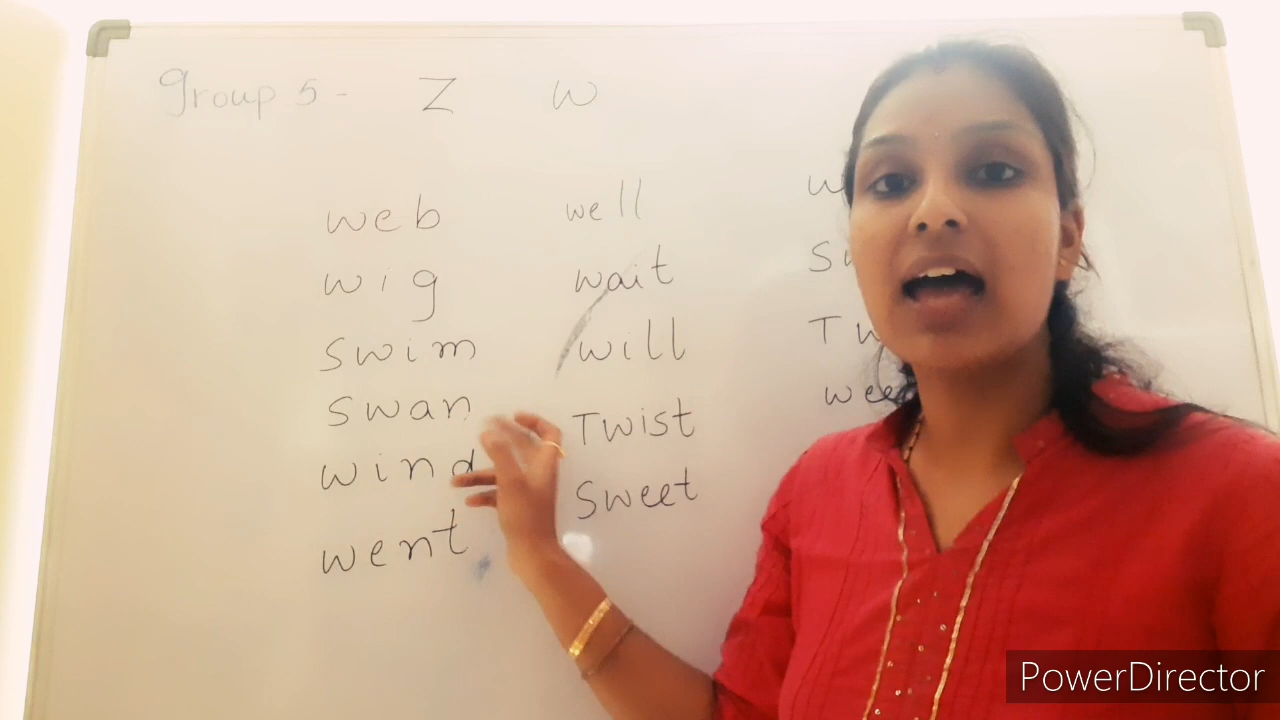 Group 5 - Z W
web
wig
swim
swan
wind
went
well
wait
will
Twist
Sweet
PowerDirector